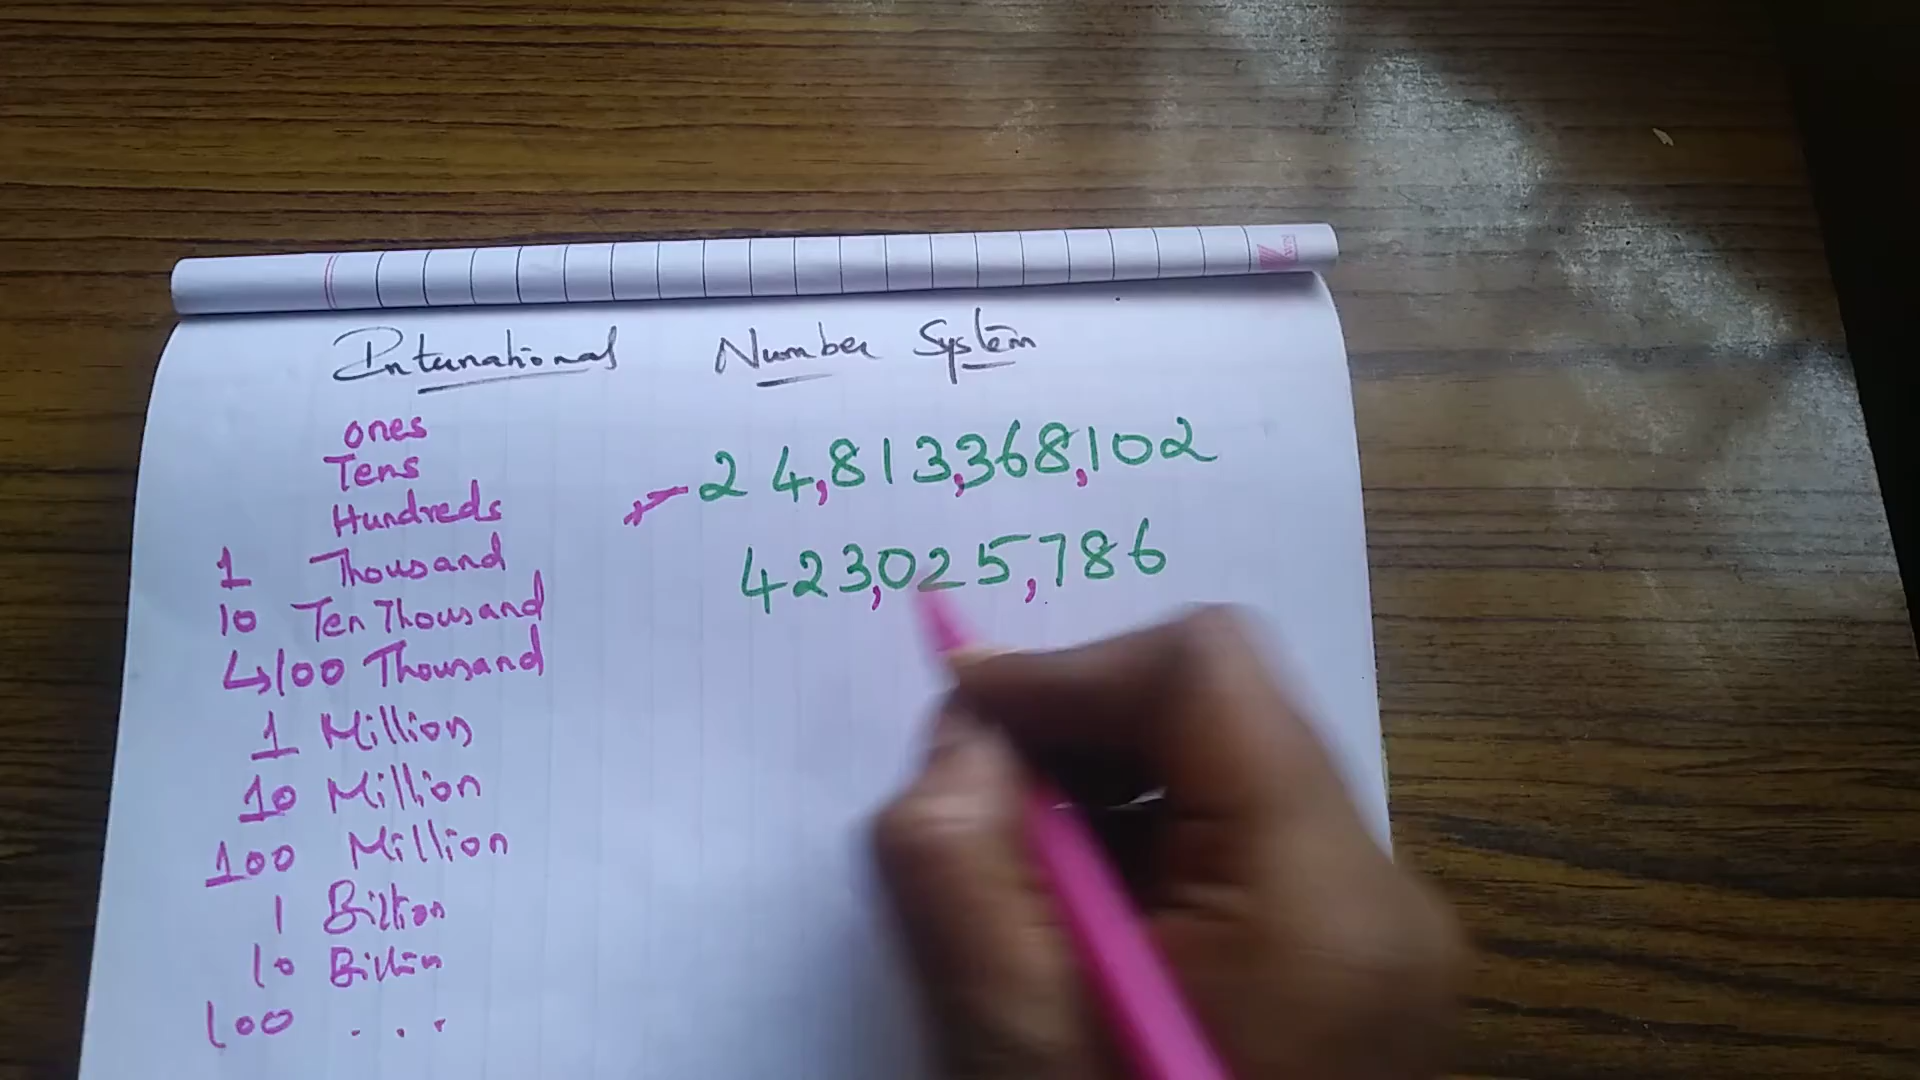 International Number System
ones
Tens
Hundreds
1 Thousand
10 Ten Thousand
100 Thousand
1 Million
10 Million
100 Million
1 Billion
10 Billion
100 ...
24,813,368,102
423,025,786